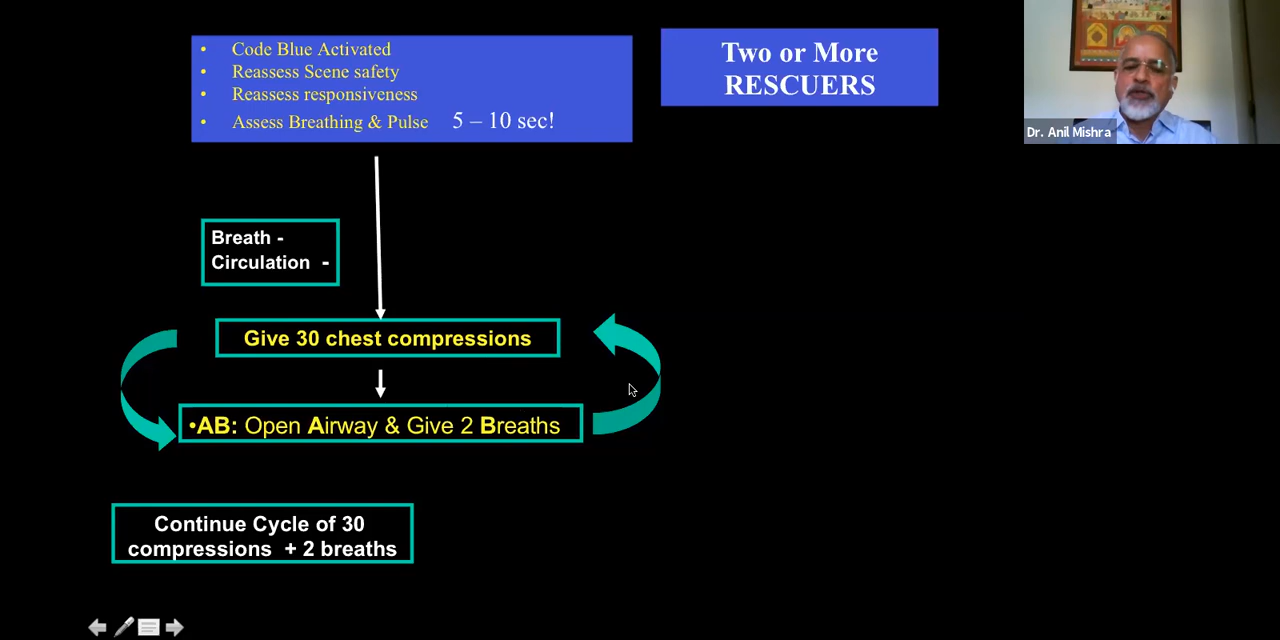 • Code Blue Activated
• Reassess Scene safety
• Reassess responsiveness
• Assess Breathing & Pulse 5 – 10 sec!
Two or More
RESCUERS
Dr. Anil Mishra
Breath -
Circulation -
Give 30 chest compressions
•AB: Open Airway & Give 2 Breaths
Continue Cycle of 30
compressions + 2 breaths